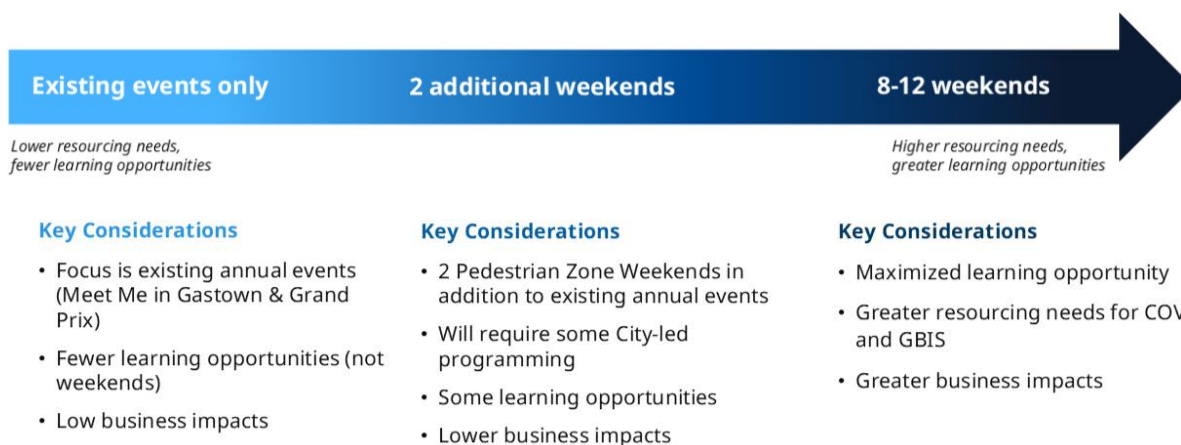 Existing events only
2 additional weekends
8-12 weekends
Lower resourcing needs,
fewer learning opportunities
Higher resourcing needs,
greater learning opportunities
Key Considerations
• Focus is existing annual events
(Meet Me in Gastown & Grand
Prix)
• Fewer learning opportunities (not
weekends)
• Low business impacts
Key Considerations
• 2 Pedestrian Zone Weekends in
addition to existing annual events
• Will require some City-led
programming
• Some learning opportunities
• Lower business impacts
Key Considerations
• Maximized learning opportunity
• Greater resourcing needs for COV
and GBIS
• Greater business impacts